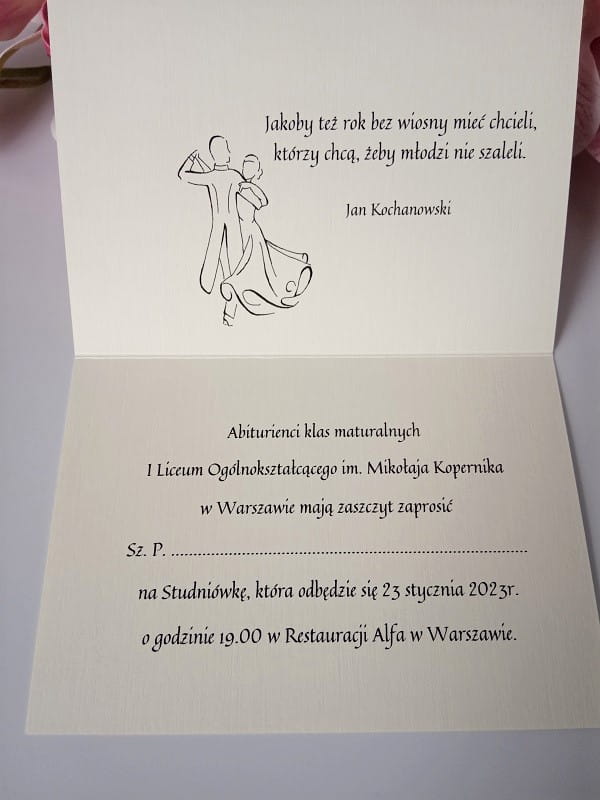 Jakoby też rok bez wiosny mieć chcieli,
którzy chcą, żeby młodzi nie szaleli.
Jan Kochanowski
Abiturienci klas maturalnych
I Liceum Ogólnokształcącego im. Mikołaja Kopernika
w Warszawie mają zaszczyt zaprosić
Sz. P. ................................................................................
na Studniówkę, która odbędzie się 23 stycznia 2023r.
o godzinie 19.00 w Restauracji Alfa w Warszawie.